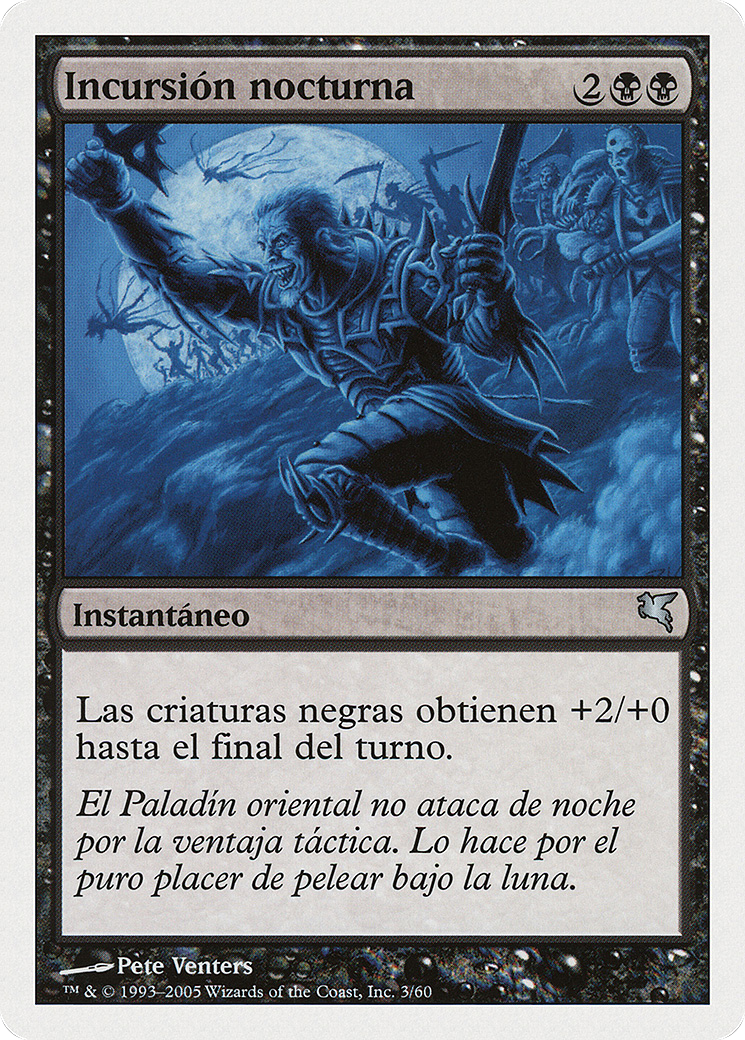 Incursión nocturna 2
Instantáneo
Las criaturas negras obtienen +2/+0
hasta el final del turno.
El Paladín oriental no ataca de noche
por la ventaja táctica. Lo hace por el
puro placer de pelear bajo la luna.
Pete Venters
™ & © 1993–2005 Wizards of the Coast, Inc. 3/60